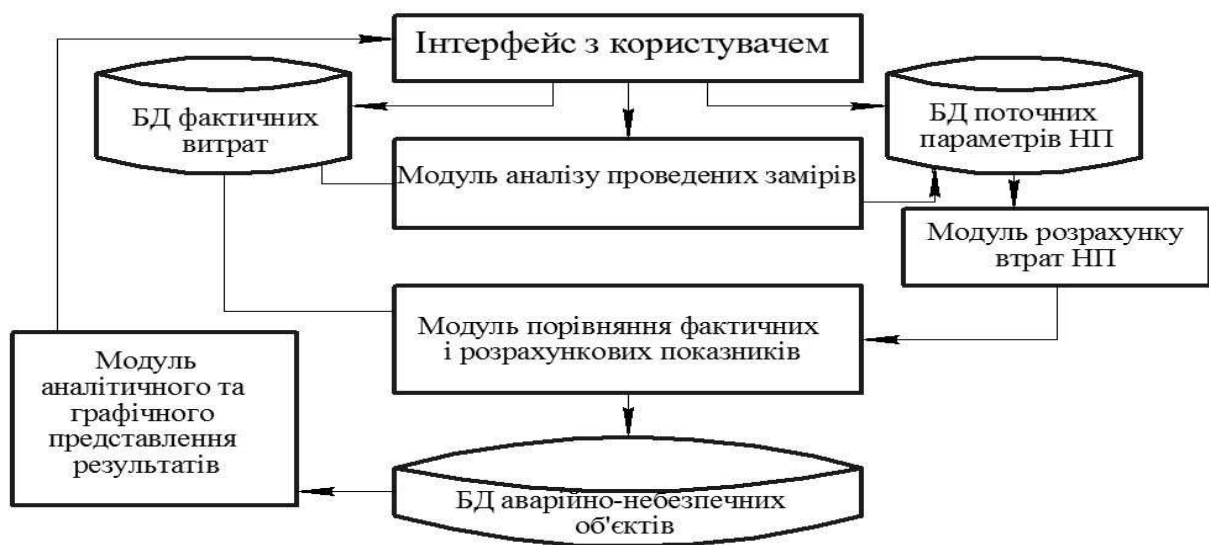 Інтерфейс з користувачем
БД фактичних
витрат
БД поточних
параметрів НП
Модуль аналізу проведених замірів
Модуль розрахунку
втрат НП
Модуль порівняння фактичних
і розрахункових показників
Модуль
аналітичного та
графічного
представлення
результатів
БД аварійно-небезпечних
об'єктів